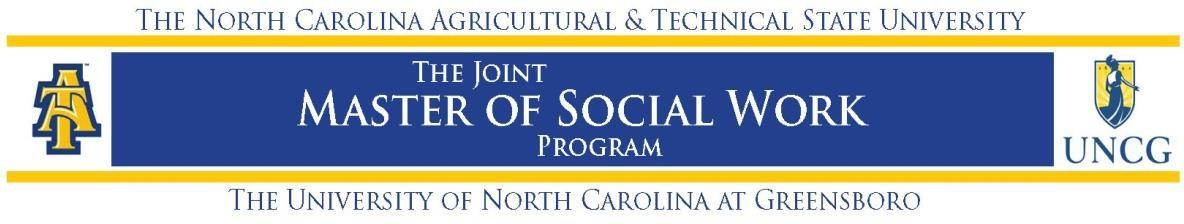 THE NORTH CAROLINA AGRICULTURAL & TECHNICAL STATE UNIVERSITY
THE JOINT
MASTER OF SOCIAL WORK
PROGRAM
AT
UNCG
THE UNIVERSITY OF NORTH CAROLINA AT GREENSBORO